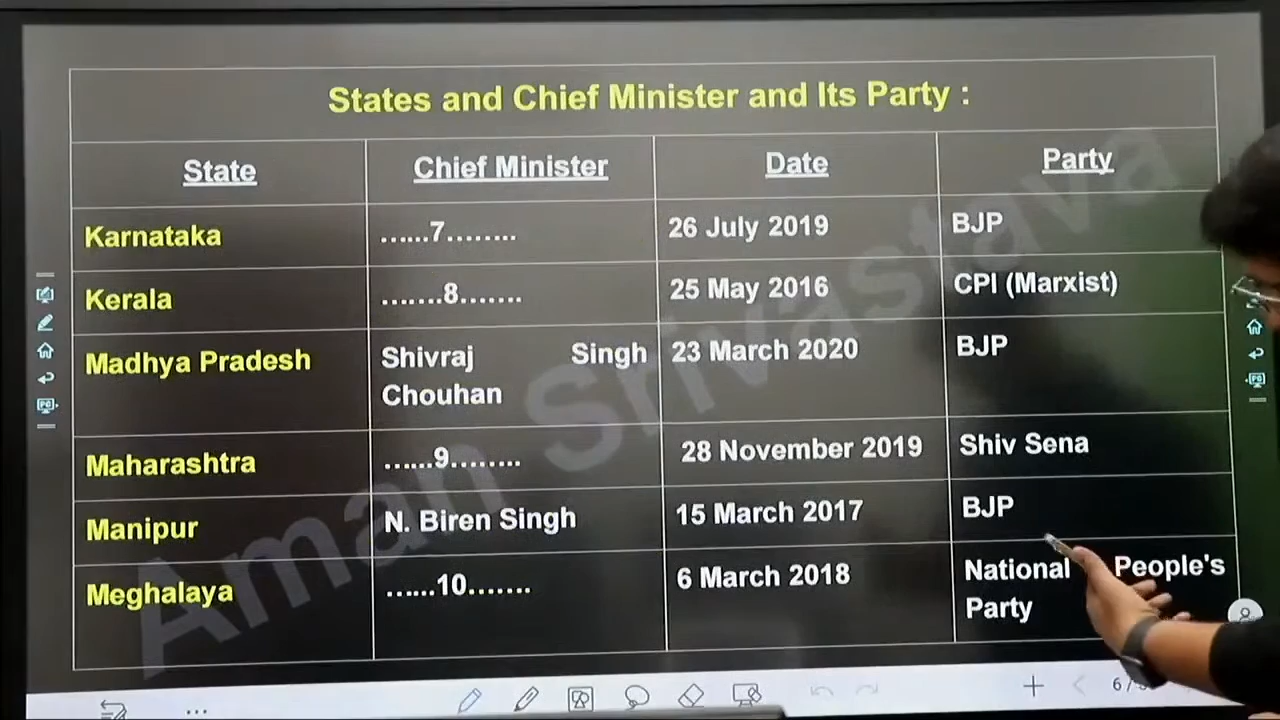 States and Chief Minister and Its Party :
State Chief Minister Date Party
Karnataka ......7........ 26 July 2019 BJP
Kerala .......8....... 25 May 2016 CPI (Marxist)
Madhya Pradesh Shivraj Singh 23 March 2020 BJP
Chouhan
Maharashtra ......9........ 28 November 2019 Shiv Sena
Manipur N. Biren Singh 15 March 2017 BJP
Meghalaya ......10....... 6 March 2018 National People's
Party
Aman Srivastava
6 /